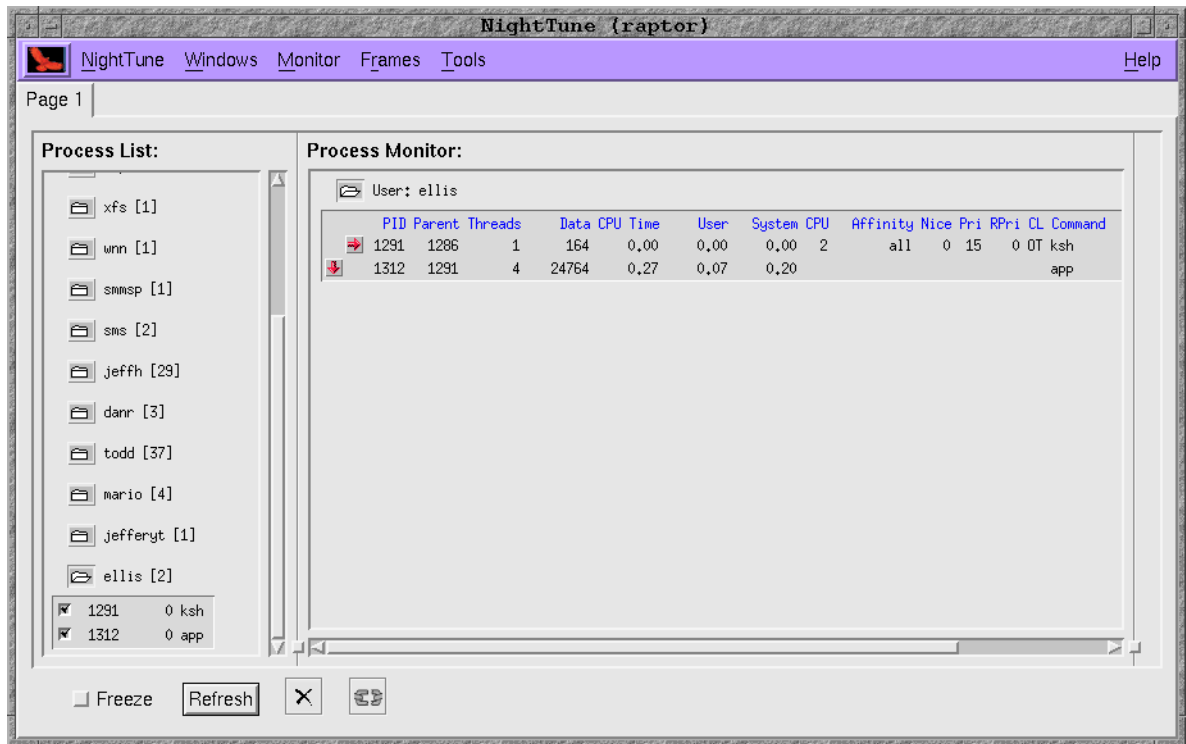 NightTune (raptor)
NightTune Windows Monitor Frames Tools Help
Page 1
Process List:
xfs [1]
wnn [1]
smmsp [1]
sms [2]
jeffh [29]
danr [3]
todd [37]
mario [4]
jefferyt [1]
ellis [2]
1291 0 ksh
1312 0 app
Process Monitor:
User: ellis
PID Parent Threads Data CPU Time User System CPU Affinity Nice Pri RPri CL Command
1291 1286 1 164 0.00 0.00 0.00 2 all 0 15 0 OT ksh
1312 1291 4 24764 0.27 0.07 0.20 app
Freeze Refresh